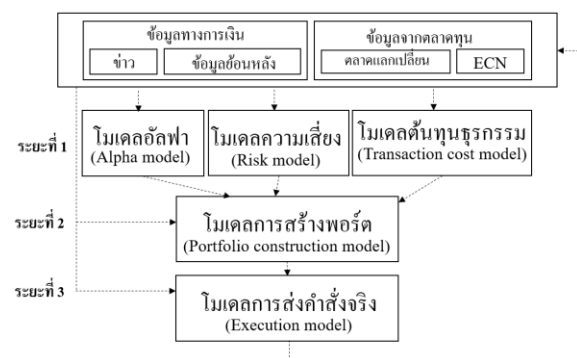 ข้อมูลทางการเงิน
ข่าว
ข้อมูลย้อนหลัง
ข้อมูลจากตลาดทุน
ตลาดแลกเปลี่ยน
ECN
ระยะที่ 1
โมเดลอัลฟา
(Alpha model)
โมเดลความเสี่ยง
(Risk model)
โมเดลต้นทุนธุรกรรม
(Transaction cost model)
ระยะที่ 2
โมเดลการสร้างพอร์ต
(Portfolio construction model)
ระยะที่ 3
โมเดลการส่งคำสั่งจริง
(Execution model)